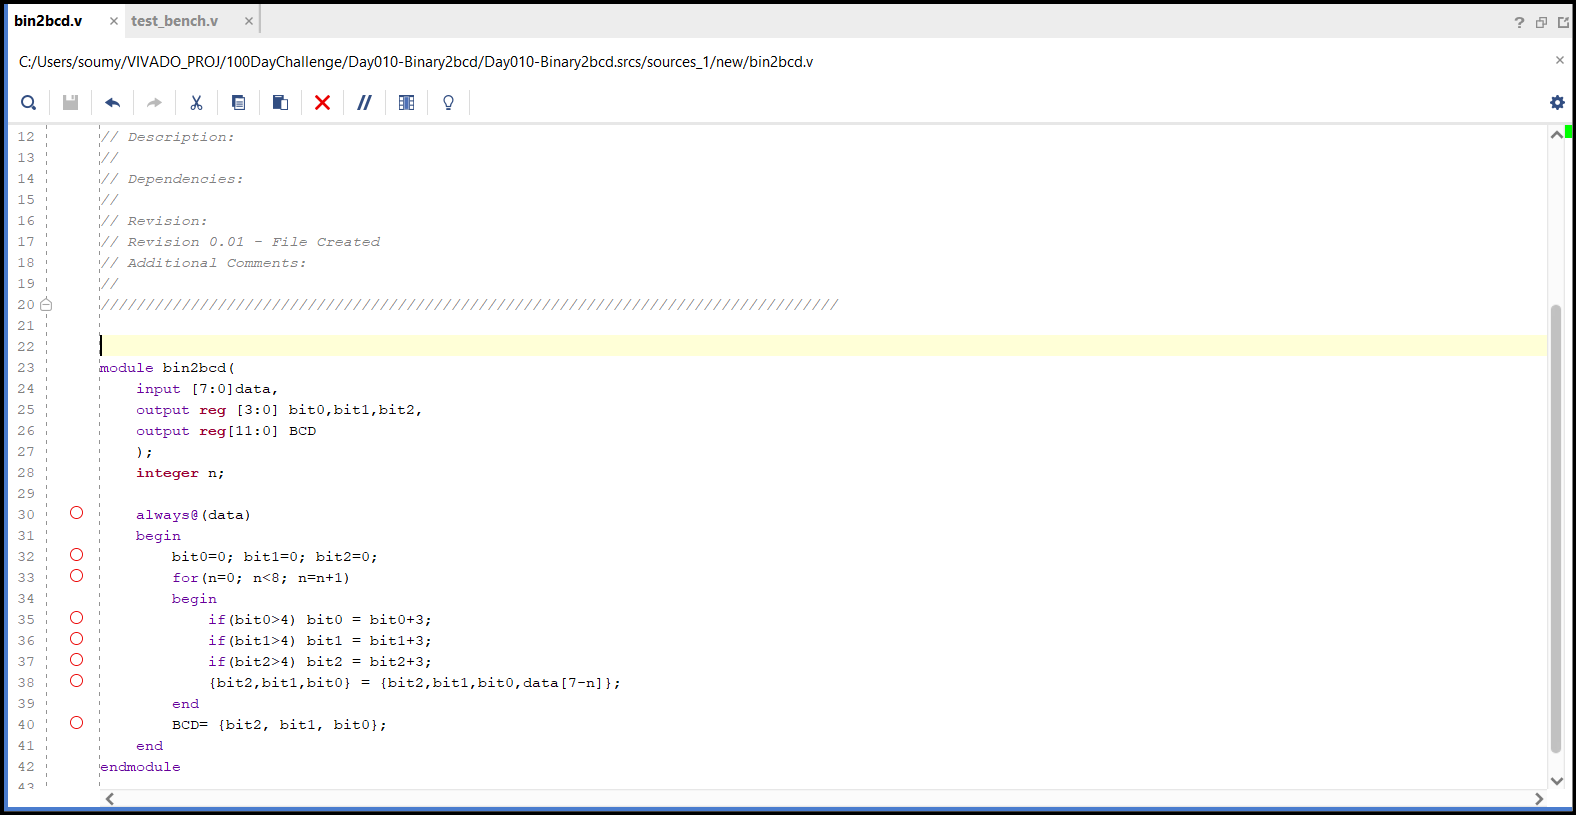 bin2bcd.v × test_bench.v × ?
C:/Users/soumy/VIVADO_PROJ/100DayChallenge/Day010-Binary2bcd/Day010-Binary2bcd.srcs/sources_1/new/bin2bcd.v ×
12 // Description:
13 //
14 // Dependencies:
15 //
16 // Revision:
17 // Revision 0.01 - File Created
18 // Additional Comments:
19 //
20 //////////////////////////////////////////////////////////////////////////////////
21
22
23 module bin2bcd(
24     input [7:0]data,
25     output reg [3:0] bit0,bit1,bit2,
26     output reg[11:0] BCD
27     );
28     integer n;
29
30     always@(data)
31     begin
32         bit0=0; bit1=0; bit2=0;
33         for(n=0; n<8; n=n+1)
34         begin
35             if(bit0>4) bit0 = bit0+3;
36             if(bit1>4) bit1 = bit1+3;
37             if(bit2>4) bit2 = bit2+3;
38             {bit2,bit1,bit0} = {bit2,bit1,bit0,data[7-n]};
39         end
40         BCD= {bit2, bit1, bit0};
41     end
42 endmodule
43